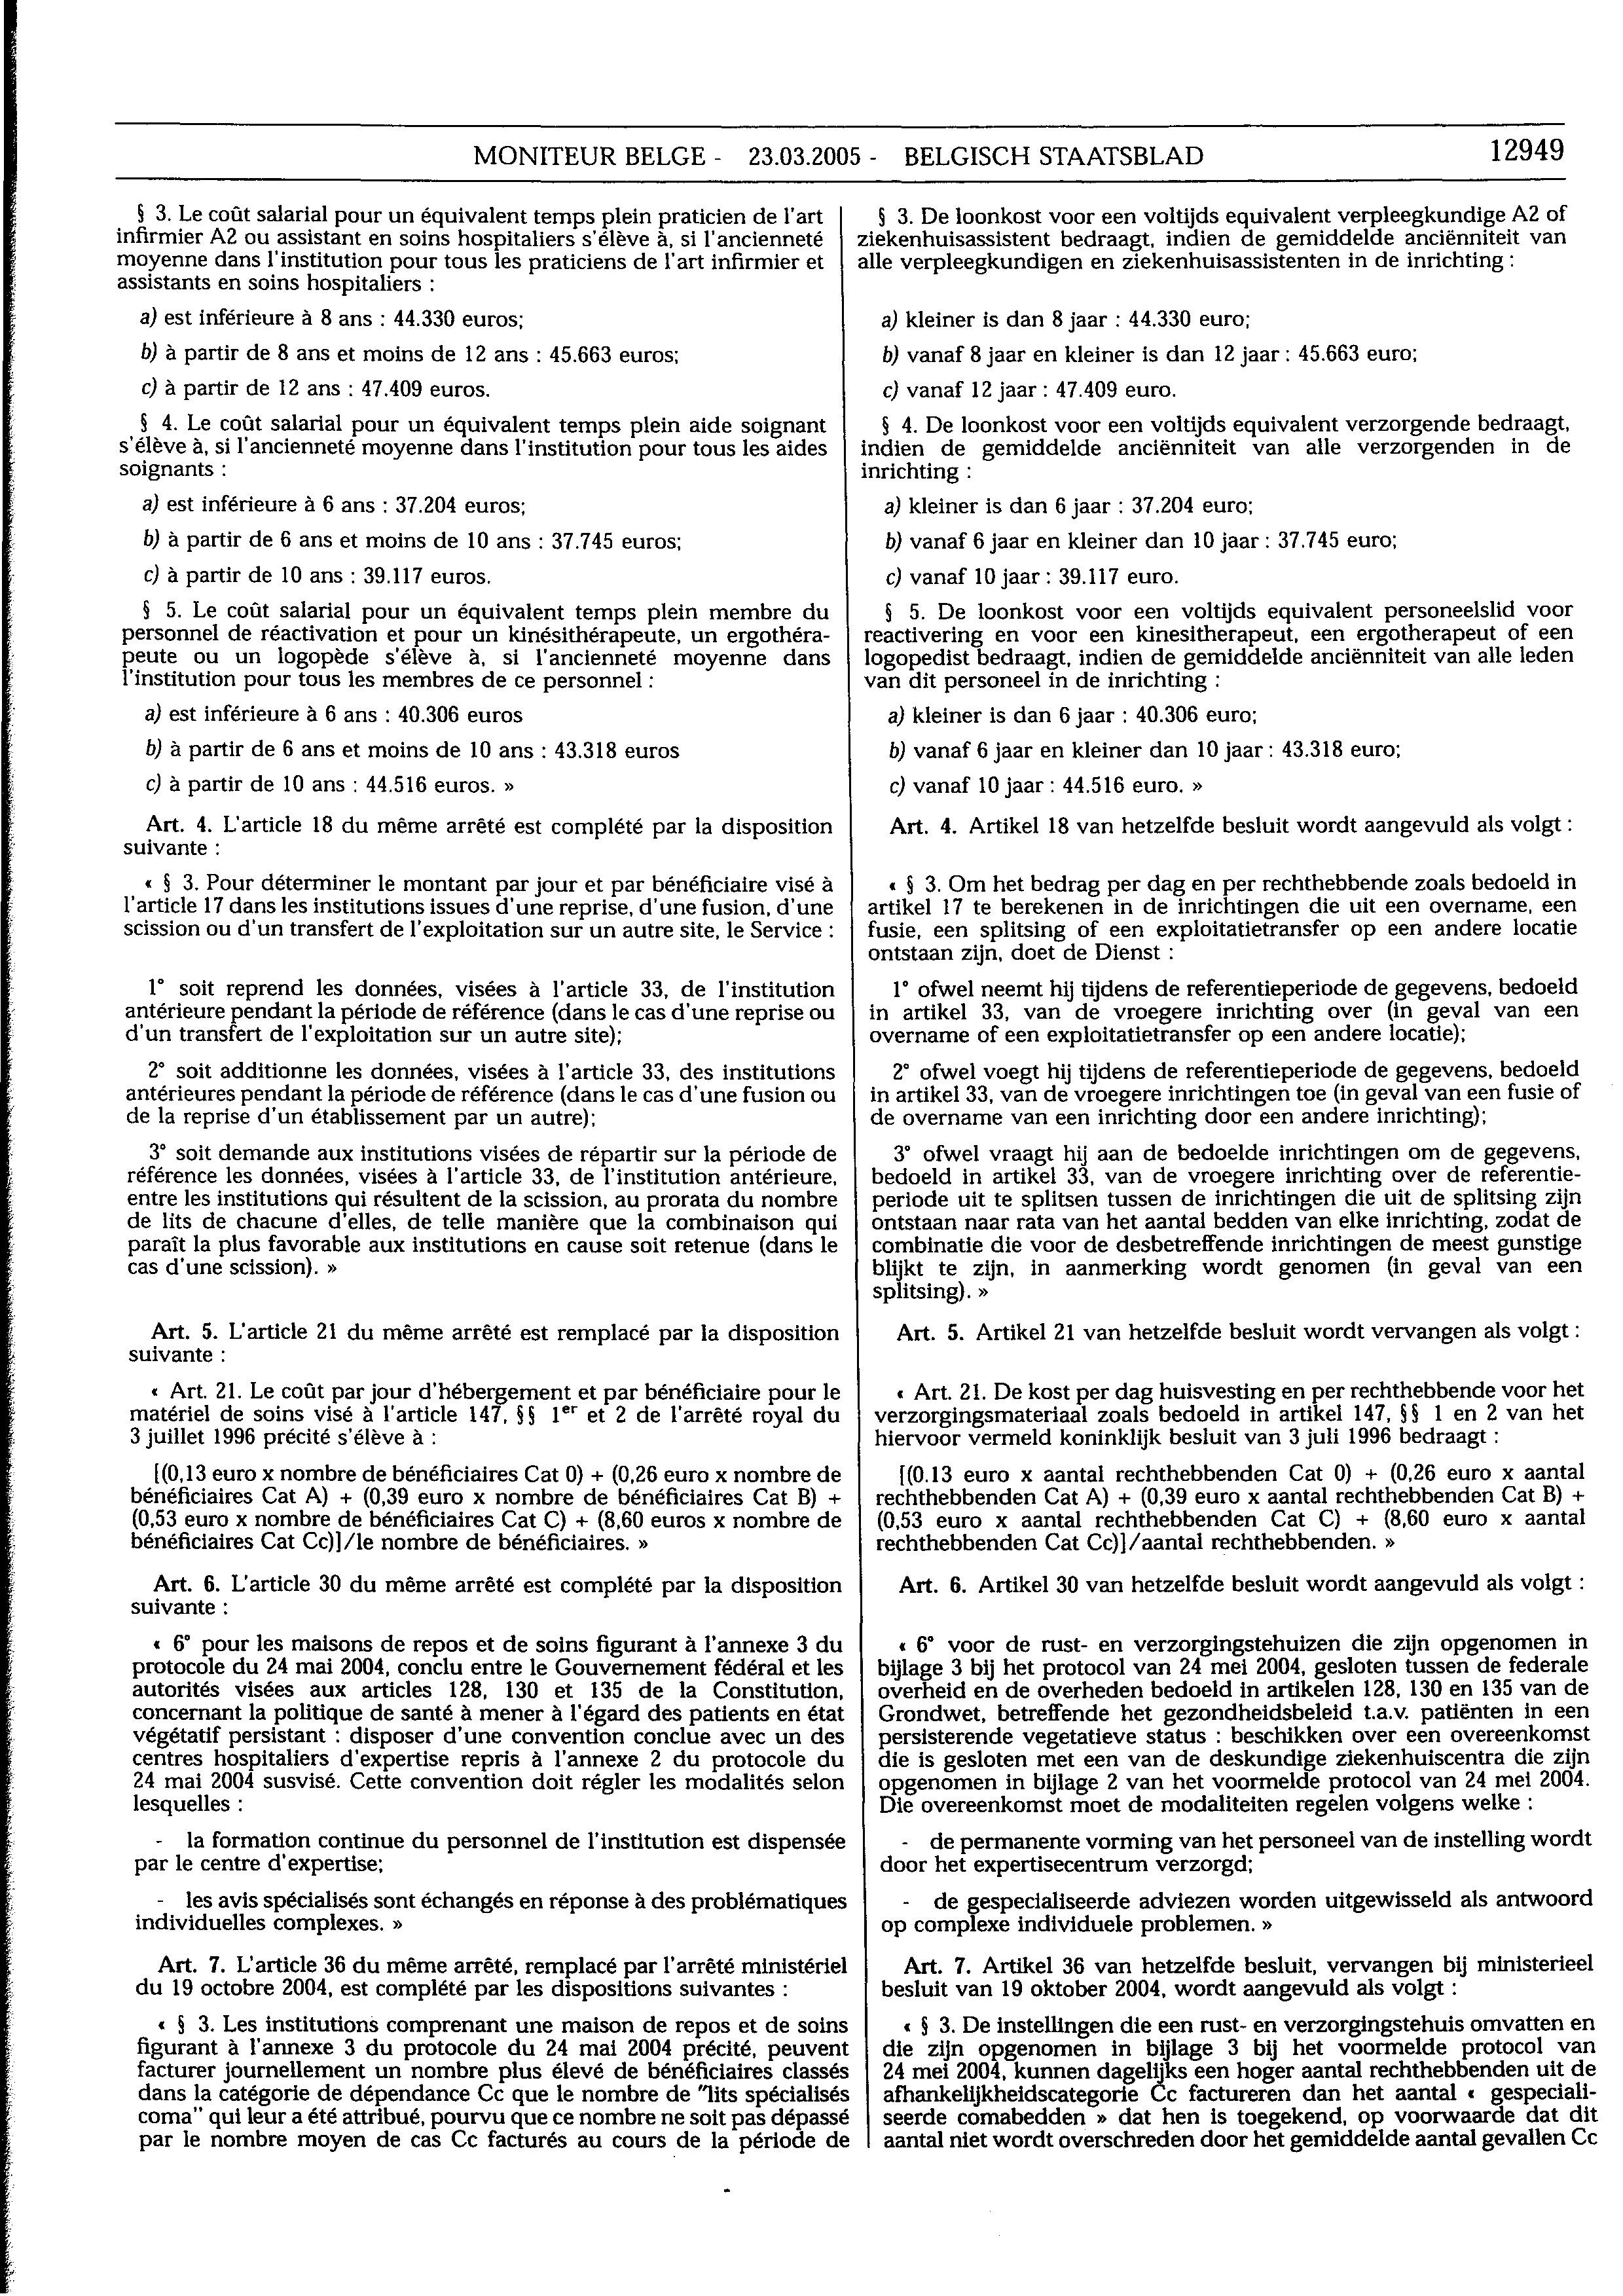 MONITEUR BELGE - 23.03.2005 - BELGISCH STAATSBLAD
12949
§ 3. Le coût salarial pour un équivalent temps plein praticien de l'art
infirmier A2 ou assistant en soins hospitaliers s'élève à, si l'ancienneté
moyenne dans l'institution pour tous les praticiens de l'art infirmier et
assistants en soins hospitaliers :
a) est inférieure à 8 ans : 44.330 euros;
b) à partir de 8 ans et moins de 12 ans : 45.663 euros;
c) à partir de 12 ans : 47.409 euros.
§ 4. Le coût salarial pour un équivalent temps plein aide soignant
s'élève à, si l'ancienneté moyenne dans l'institution pour tous les aides
soignants :
a) est inférieure à 6 ans : 37.204 euros;
b) à partir de 6 ans et moins de 10 ans : 37.745 euros;
c) à partir de 10 ans : 39.117 euros.
§ 5. Le coût salarial pour un équivalent temps plein membre du
personnel de réactivation et pour un kinésithérapeute, un ergothéra-
peute ou un logopède s'élève à, si l'ancienneté moyenne dans
l'institution pour tous les membres de ce personnel :
a) est inférieure à 6 ans : 40.306 euros
b) à partir de 6 ans et moins de 10 ans : 43.318 euros
c) à partir de 10 ans : 44.516 euros. »
Art. 4. L'article 18 du même arrêté est complété par la disposition
suivante :
« § 3. Pour déterminer le montant par jour et par bénéficiaire visé à
l'article 17 dans les institutions issues d'une reprise, d'une fusion, d'une
scission ou d'un transfert de l'exploitation sur un autre site, le Service :
1° soit reprend les données, visées à l'article 33, de l'institution
antérieure pendant la période de référence (dans le cas d'une reprise ou
d'un transfert de l'exploitation sur un autre site);
2° soit additionne les données, visées à l'article 33, des institutions
antérieures pendant la période de référence (dans le cas d'une fusion ou
de la reprise d'un établissement par un autre);
3° soit demande aux institutions visées de répartir sur la période de
référence les données, visées à l'article 33, de l'institution antérieure,
entre les institutions qui résultent de la scission, au prorata du nombre
de lits de chacune d'elles, de telle manière que la combinaison qui
paraît la plus favorable aux institutions en cause soit retenue (dans le
cas d'une scission). »
Art. 5. L'article 21 du même arrêté est remplacé par la disposition
suivante :
« Art. 21. Le coût par jour d'hébergement et par bénéficiaire pour le
matériel de soins visé à l'article 147, §§ 1er et 2 de l'arrêté royal du
3 juillet 1996 précité s'élève à :
[(0,13 euro x nombre de bénéficiaires Cat 0) + (0,26 euro x nombre de
bénéficiaires Cat A) + (0,39 euro x nombre de bénéficiaires Cat B) +
(0,53 euro x nombre de bénéficiaires Cat C) + (8,60 euros x nombre de
bénéficiaires Cat Cc)]/le nombre de bénéficiaires. »
Art. 6. L'article 30 du même arrêté est complété par la disposition
suivante :
« 6° pour les maisons de repos et de soins figurant à l'annexe 3 du
protocole du 24 mai 2004, conclu entre le Gouvernement fédéral et les
autorités visées aux articles 128, 130 et 135 de la Constitution,
concernant la politique de santé à mener à l'égard des patients en état
végétatif persistant : disposer d'une convention conclue avec un des
centres hospitaliers d'expertise repris à l'annexe 2 du protocole du
24 mai 2004 susvisé. Cette convention doit régler les modalités selon
lesquelles :
- la formation continue du personnel de l'institution est dispensée
par le centre d'expertise;
- les avis spécialisés sont échangés en réponse à des problématiques
individuelles complexes. »
Art. 7. L'article 36 du même arrêté, remplacé par l'arrêté ministériel
du 19 octobre 2004, est complété par les dispositions suivantes :
« § 3. Les institutions comprenant une maison de repos et de soins
figurant à l'annexe 3 du protocole du 24 mai 2004 précité, peuvent
facturer journellement un nombre plus élevé de bénéficiaires classés
dans la catégorie de dépendance Cc que le nombre de "lits spécialisés
coma" qui leur a été attribué, pourvu que ce nombre ne soit pas dépassé
par le nombre moyen de cas Cc facturés au cours de la période de
§ 3. De loonkost voor een voltijds equivalent verpleegkundige A2 of
ziekenhuisassistent bedraagt, indien de gemiddelde anciënniteit van
alle verpleegkundigen en ziekenhuisassistenten in de inrichting :
a) kleiner is dan 8 jaar : 44.330 euro;
b) vanaf 8 jaar en kleiner is dan 12 jaar : 45.663 euro;
c) vanaf 12 jaar : 47.409 euro.
§ 4. De loonkost voor een voltijds equivalent verzorgende bedraagt,
indien de gemiddelde anciënniteit van alle verzorgenden in de
inrichting :
a) kleiner is dan 6 jaar : 37.204 euro;
b) vanaf 6 jaar en kleiner dan 10 jaar : 37.745 euro;
c) vanaf 10 jaar : 39.117 euro.
§ 5. De loonkost voor een voltijds equivalent personeelslid voor
reactivering en voor een kinesitherapeut, een ergotherapeut of een
logopedist bedraagt, indien de gemiddelde anciënniteit van alle leden
van dit personeel in de inrichting :
a) kleiner is dan 6 jaar : 40.306 euro;
b) vanaf 6 jaar en kleiner dan 10 jaar : 43.318 euro;
c) vanaf 10 jaar : 44.516 euro. »
Art. 4. Artikel 18 van hetzelfde besluit wordt aangevuld als volgt :
« § 3. Om het bedrag per dag en per rechthebbende zoals bedoeld in
artikel 17 te berekenen in de inrichtingen die uit een overname, een
fusie, een splitsing of een exploitatietransfer op een andere locatie
ontstaan zijn, doet de Dienst :
1° ofwel neemt hij tijdens de referentieperiode de gegevens, bedoeld
in artikel 33, van de vroegere inrichting over (in geval van een
overname of een exploitatietransfer op een andere locatie);
2° ofwel voegt hij tijdens de referentieperiode de gegevens, bedoeld
in artikel 33, van de vroegere inrichtingen toe (in geval van een fusie of
de overname van een inrichting door een andere inrichting);
3° ofwel vraagt hij aan de bedoelde inrichtingen om de gegevens,
bedoeld in artikel 33, van de vroegere inrichting over de referentie-
periode uit te splitsen tussen de inrichtingen die uit de splitsing zijn
ontstaan naar rata van het aantal bedden van elke inrichting, zodat de
combinatie die voor de desbetreffende inrichtingen de meest gunstige
blijkt te zijn, in aanmerking wordt genomen (in geval van een
splitsing). »
Art. 5. Artikel 21 van hetzelfde besluit wordt vervangen als volgt :
« Art. 21. De kost per dag huisvesting en per rechthebbende voor het
verzorgingsmateriaal zoals bedoeld in artikel 147, §§ 1 en 2 van het
hiervoor vermeld koninklijk besluit van 3 juli 1996 bedraagt :
[(0.13 euro x aantal rechthebbenden Cat 0) + (0,26 euro x aantal
rechthebbenden Cat A) + (0,39 euro x aantal rechthebbenden Cat B) +
(0,53 euro x aantal rechthebbenden Cat C) + (8,60 euro x aantal
rechthebbenden Cat Cc)]/aantal rechthebbenden. »
Art. 6. Artikel 30 van hetzelfde besluit wordt aangevuld als volgt :
« 6° voor de rust- en verzorgingstehuizen die zijn opgenomen in
bijlage 3 bij het protocol van 24 mei 2004, gesloten tussen de federale
overheid en de overheden bedoeld in artikelen 128, 130 en 135 van de
Grondwet, betreffende het gezondheidsbeleid t.a.v. patiënten in een
persisterende vegetatieve status : beschikken over een overeenkomst
die is gesloten met een van de deskundige ziekenhuiscentra die zijn
opgenomen in bijlage 2 van het voormelde protocol van 24 mei 2004.
Die overeenkomst moet de modaliteiten regelen volgens welke :
- de permanente vorming van het personeel van de instelling wordt
door het expertisecentrum verzorgd;
- de gespecialiseerde adviezen worden uitgewisseld als antwoord
op complexe individuele problemen. »
Art. 7. Artikel 36 van hetzelfde besluit, vervangen bij ministerieel
besluit van 19 oktober 2004, wordt aangevuld als volgt :
« § 3. De instellingen die een rust- en verzorgingstehuis omvatten en
die zijn opgenomen in bijlage 3 bij het voormelde protocol van
24 mei 2004, kunnen dagelijks een hoger aantal rechthebbenden uit de
afhankelijkheidscategorie Cc factureren dan het aantal « gespeciali-
seerde comabedden » dat hen is toegekend, op voorwaarde dat dit
aantal niet wordt overschreden door het gemiddelde aantal gevallen Cc